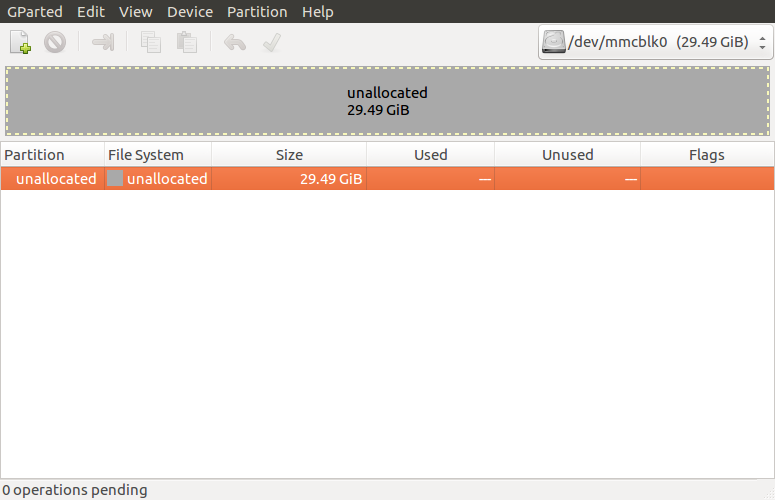 GParted Edit View Device Partition Help
/dev/mmcblk0 (29.49 GiB)
unallocated
29.49 GiB
Partition File System Size Used Unused Flags
unallocated unallocated 29.49 GiB --- ---
0 operations pending